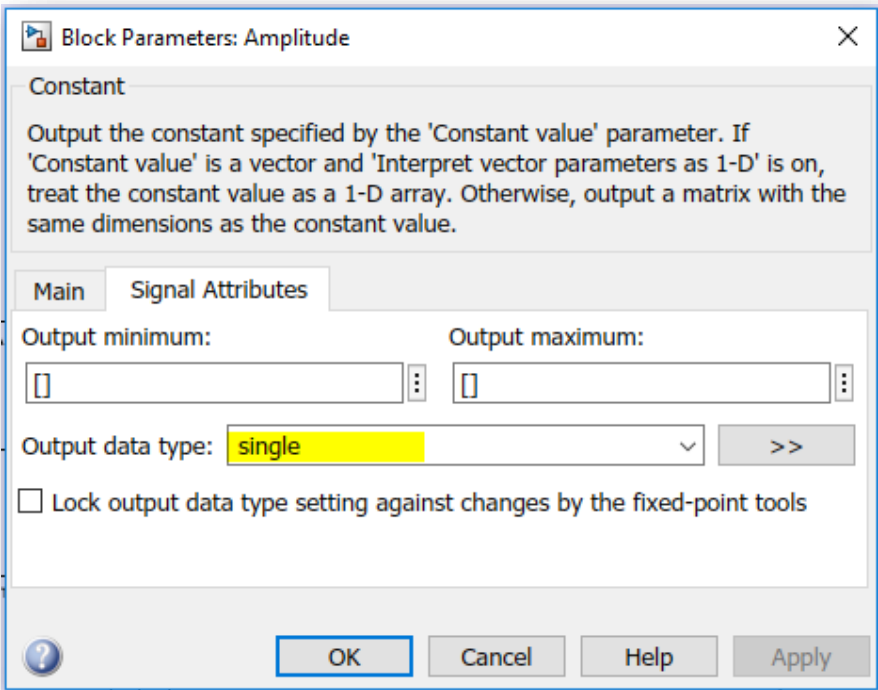 Block Parameters: Amplitude
Constant
Output the constant specified by the 'Constant value' parameter. If
'Constant value' is a vector and 'Interpret vector parameters as 1-D' is on,
treat the constant value as a 1-D array. Otherwise, output a matrix with the
same dimensions as the constant value.
Main Signal Attributes
Output minimum: Output maximum:
[] []
Output data type: single >>
Lock output data type setting against changes by the fixed-point tools
OK Cancel Help Apply